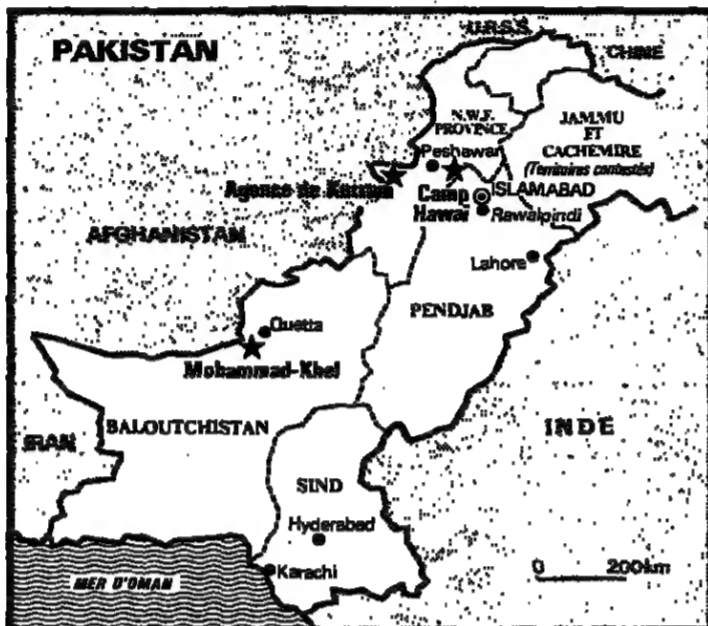 PAKISTAN
U.R.S.S.
CHINE
N.W.F.
PROVINCE
JAMMU
ET
CACHEMIRE
(Territoires contestés)
Peshawar
Agence de Kurram
Camp
Hawai
ISLAMABAD
Rawalpindi
AFGHANISTAN
Lahore
PENDJAB
Quetta
Mohammad-Khel
BALOUTCHISTAN
IRAN
INDE
SIND
Hyderabad
Karachi
MER D'OMAN
0 200km